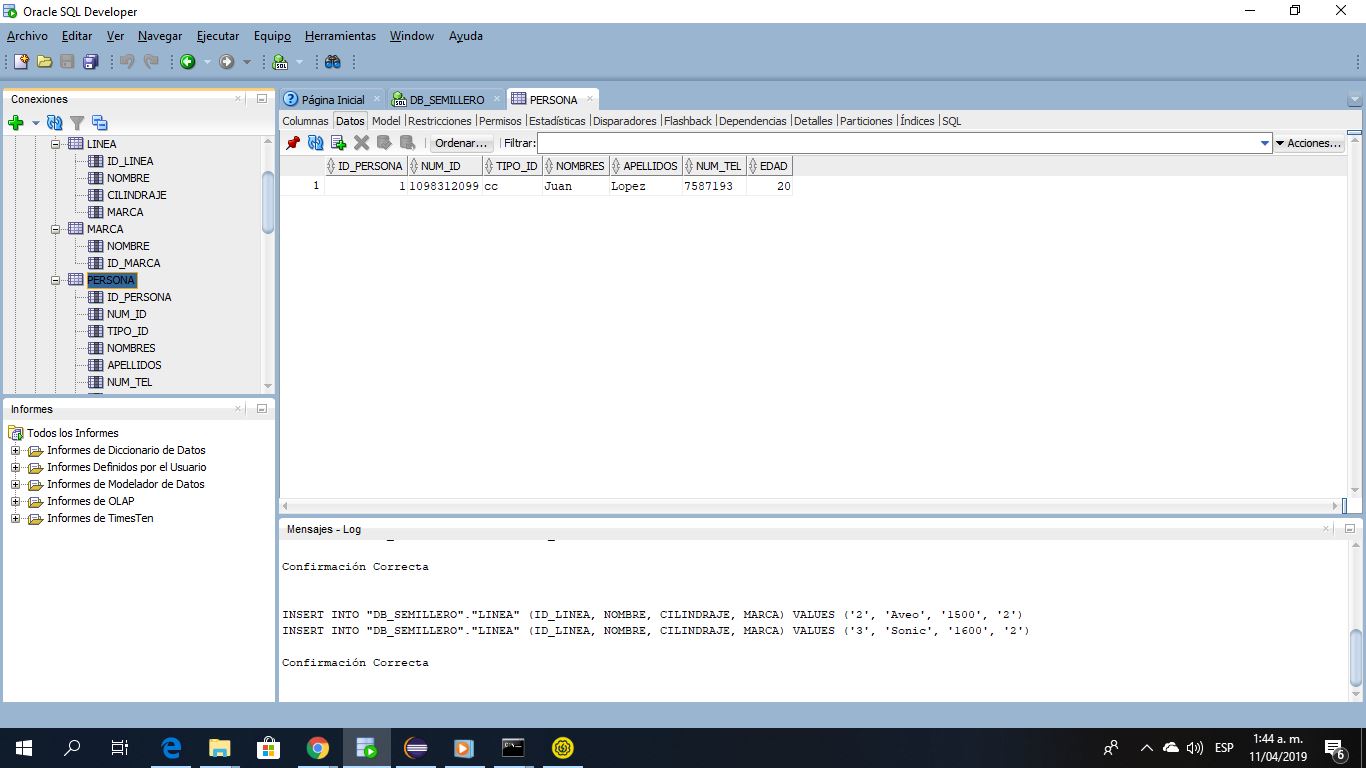 Oracle SQL Developer
Archivo Editar Ver Navegar Ejecutar Equipo Herramientas Window Ayuda
Conexiones
LINEA
ID_LINEA
NOMBRE
CILINDRAJE
MARCA
MARCA
NOMBRE
ID_MARCA
PERSONA
ID_PERSONA
NUM_ID
TIPO_ID
NOMBRES
APELLIDOS
NUM_TEL
Informes
Todos los Informes
Informes de Diccionario de Datos
Informes Definidos por el Usuario
Informes de Modelador de Datos
Informes de OLAP
Informes de TimesTen
Página Inicial DB_SEMILLERO PERSONA
Columnas Datos Model |Restricciones |Permisos |Estadísticas |Disparadores |Flashback |Dependencias |Detalles |Particiones |Índices |SQL
Ordenar... Filtrar: Acciones...
ID_PERSONA NUM_ID TIPO_ID NOMBRES APELLIDOS NUM_TEL EDAD
1 1 1098312099 cc Juan Lopez 7587193 20
Mensajes - Log
Confirmación Correcta
INSERT INTO "DB_SEMILLERO"."LINEA" (ID_LINEA, NOMBRE, CILINDRAJE, MARCA) VALUES ('2', 'Aveo', '1500', '2')
INSERT INTO "DB_SEMILLERO"."LINEA" (ID_LINEA, NOMBRE, CILINDRAJE, MARCA) VALUES ('3', 'Sonic', '1600', '2')
Confirmación Correcta
ESP
1:44 a. m.
11/04/2019
6